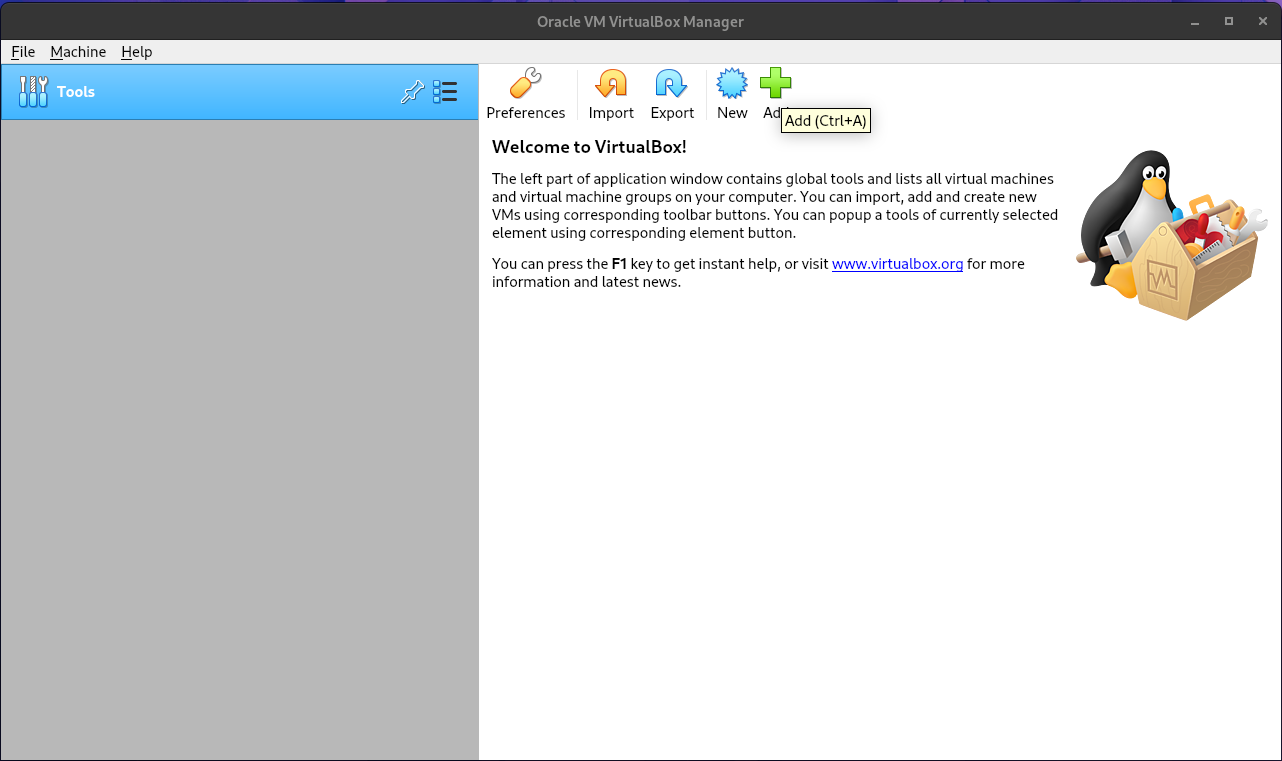 Oracle VM VirtualBox Manager
File Machine Help
Tools
Preferences Import Export New
Add (Ctrl+A)
Welcome to VirtualBox!
The left part of application window contains global tools and lists all virtual machines
and virtual machine groups on your computer. You can import, add and create new
VMs using corresponding toolbar buttons. You can popup a tools of currently selected
element using corresponding element button.
You can press the F1 key to get instant help, or visit www.virtualbox.org for more
information and latest news.